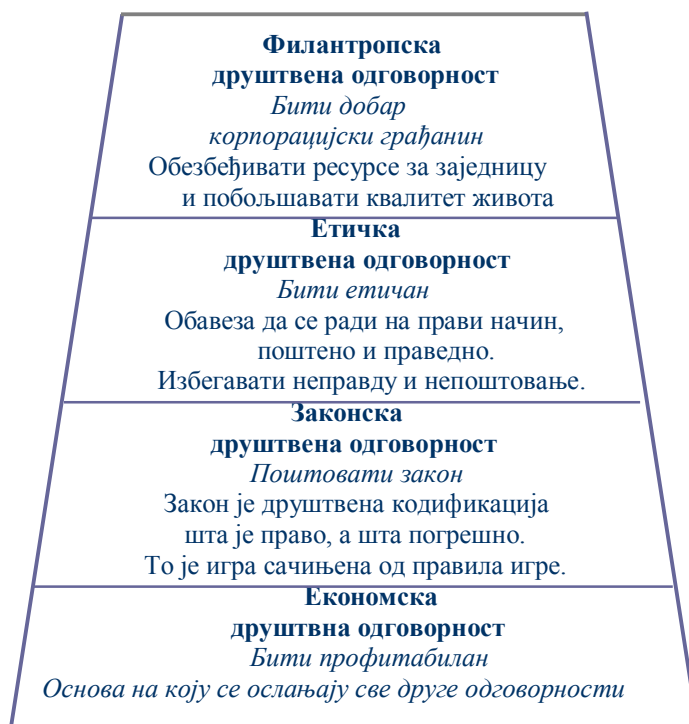 Филантропска
друштвена одговорност
Бити добар
корпорацијски грађанин
Обезбеђивати ресурсе за заједницу
и побољшавати квалитет живота
Етичка
друштвена одговорност
Бити етичан
Обавеза да се ради на прави начин,
поштено и праведно.
Избегавати неправду и непоштовање.
Законска
друштвена одговорност
Поштовати закон
Закон је друштвена кодификација
шта је право, а шта погрешно.
То је игра сачињена од правила игре.
Економска
друштвна одговорност
Бити профитабилан
Основа на коју се ослањају све друге одговорности